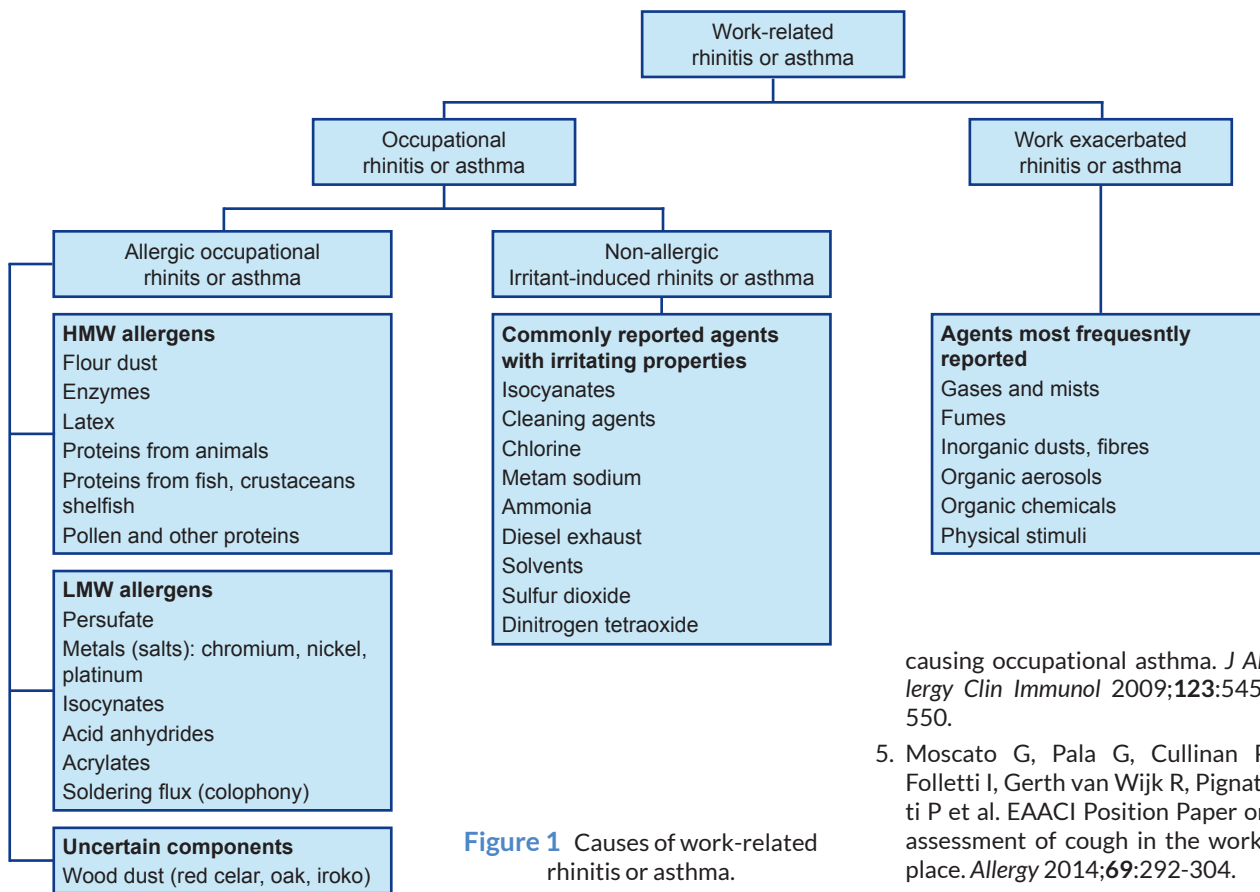 Work-related
rhinitis or asthma
Occupational
rhinitis or asthma
Work exacerbated
rhinitis or asthma
Allergic occupational
rhinits or asthma
Non-allergic
Irritant-induced rhinits or asthma
HMW allergens
Flour dust
Enzymes
Latex
Proteins from animals
Proteins from fish, crustaceans
shelfish
Pollen and other proteins
LMW allergens
Persufate
Metals (salts): chromium, nickel,
platinum
Isocynates
Acid anhydrides
Acrylates
Soldering flux (colophony)
Uncertain components
Wood dust (red celar, oak, iroko)
Commonly reported agents
with irritating properties
Isocyanates
Cleaning agents
Chlorine
Metam sodium
Ammonia
Diesel exhaust
Solvents
Sulfur dioxide
Dinitrogen tetraoxide
Agents most frequesntly
reported
Gases and mists
Fumes
Inorganic dusts, fibres
Organic aerosols
Organic chemicals
Physical stimuli
Figure 1 Causes of work-related
rhinitis or asthma.
causing occupational asthma. J Al
lergy Clin Immunol 2009;123:545
550.
5. Moscato G, Pala G, Cullinan P
Folletti I, Gerth van Wijk R, Pignat
ti P et al. EAACI Position Paper on
assessment of cough in the work
place. Allergy 2014;69:292-304.